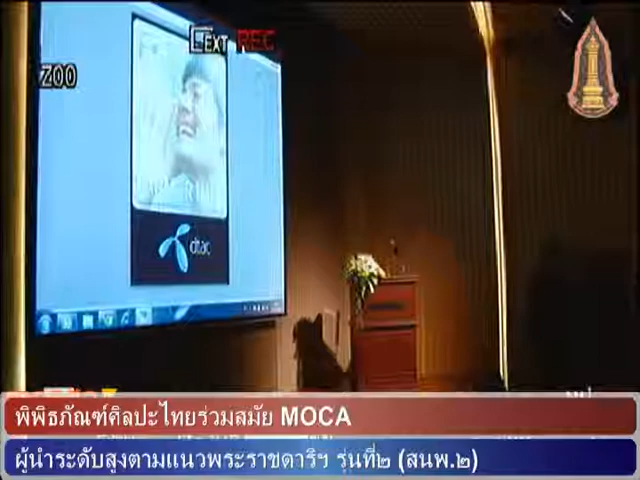 EXT REC
ZOO
dtac
พิพิธภัณฑ์ศิลปะไทยร่วมสมัย MOCA
ผู้นำระดับสูงตามแนวพระราชดาริฯ รุ่นที่๒ (สนพ.๒)